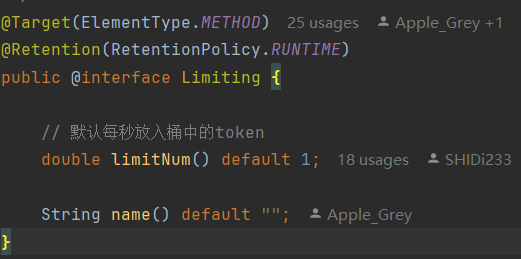 @Target(ElementType.METHOD) 25 usages Apple_Grey +1
@Retention(RetentionPolicy.RUNTIME)
public @interface Limiting {
// 默认每秒放入桶中的token
double limitNum() default 1; 18 usages SHIDi233
String name() default ""; Apple_Grey
}